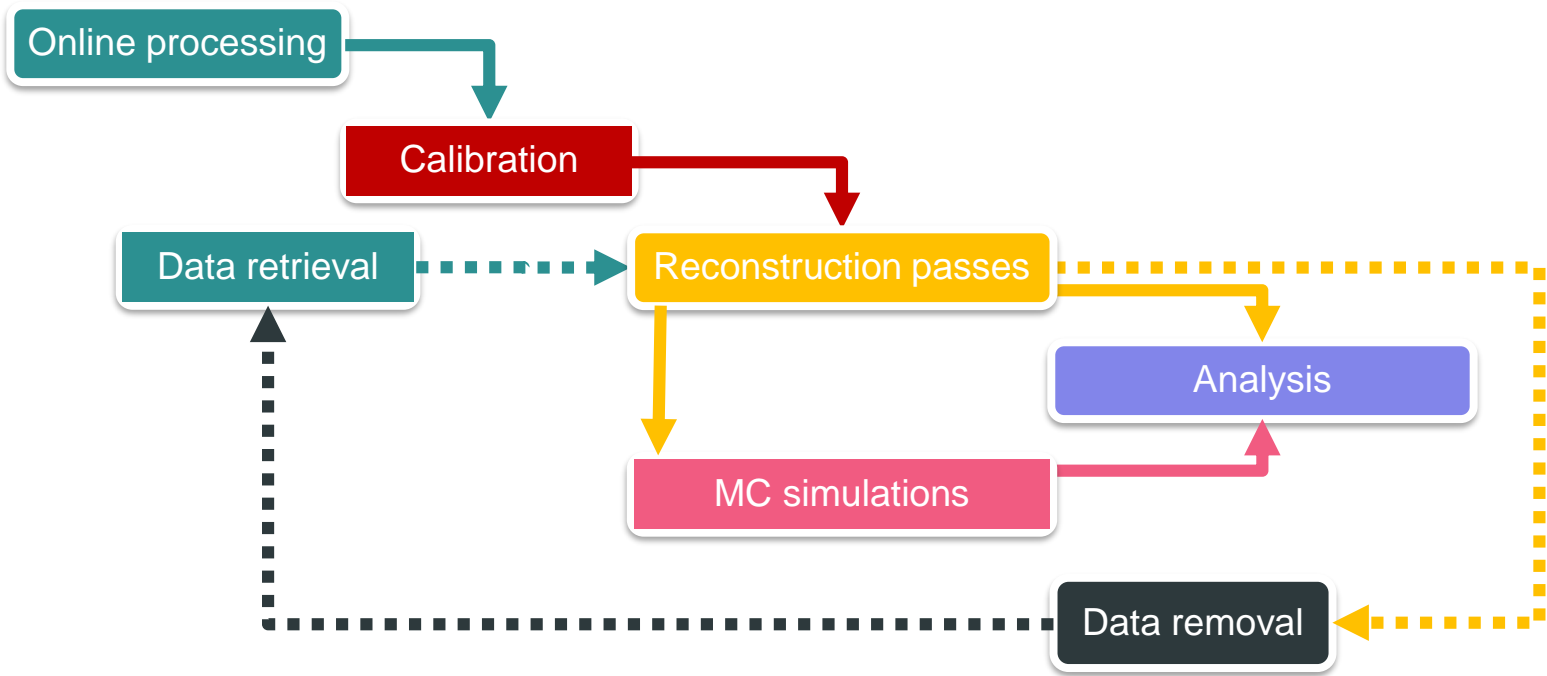 Online processing
Calibration
Data retrieval
Reconstruction passes
Analysis
MC simulations
Data removal